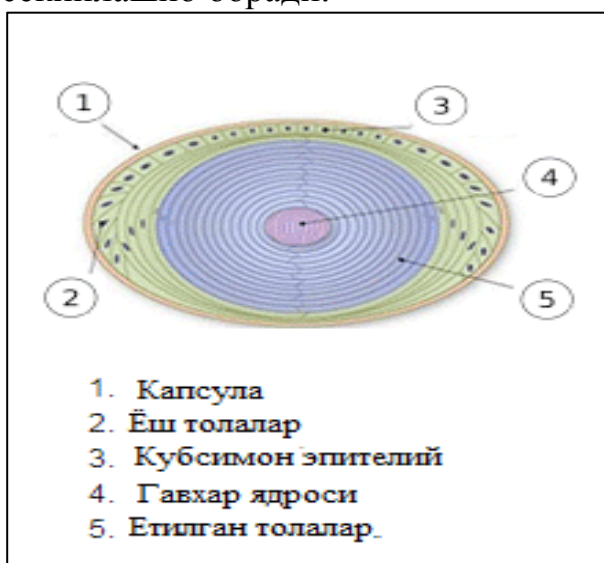 1
3
4
2
5
1. Капсула
2. Ёш толалар
3. Кубсимон эпителий
4. Гавхар ядроси
5. Етилган толалар